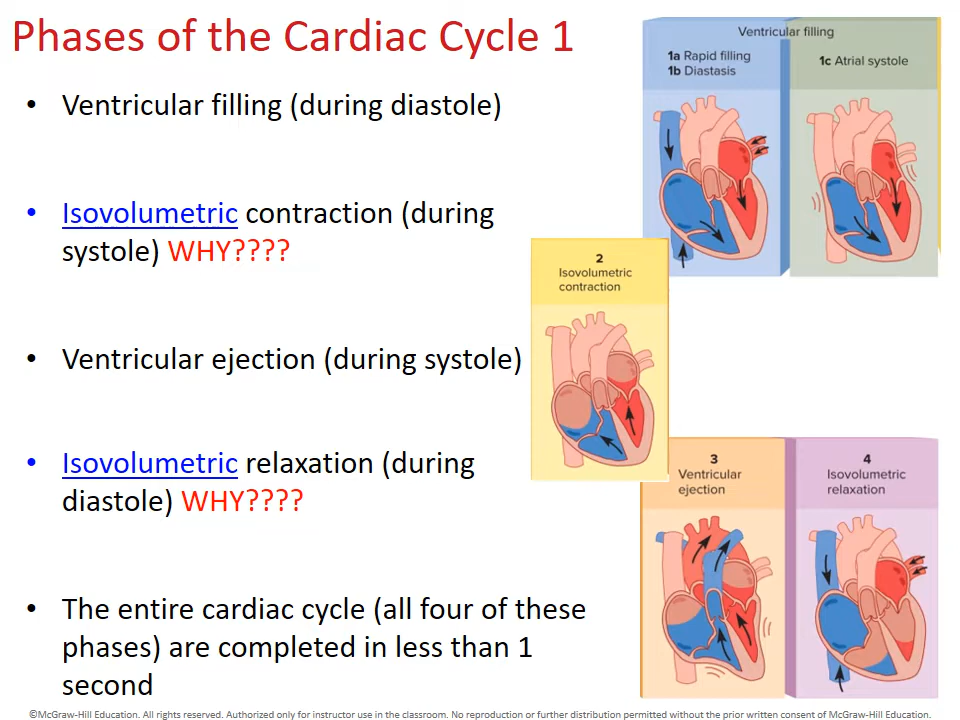 Phases of the Cardiac Cycle 1
• Ventricular filling (during diastole)
• Isovolumetric contraction (during
systole) WHY????
• Ventricular ejection (during systole)
• Isovolumetric relaxation (during
diastole) WHY????
• The entire cardiac cycle (all four of these
phases) are completed in less than 1
second
Ventricular filling
1a Rapid filling
1b Diastasis
1c Atrial systole
2
Isovolumetric
contraction
3
Ventricular
ejection
4
Isovolumetric
relaxation
©McGraw-Hill Education. All rights reserved. Authorized only for instructor use in the classroom. No reproduction or further distribution permitted without the prior written consent of McGraw-Hill Education.